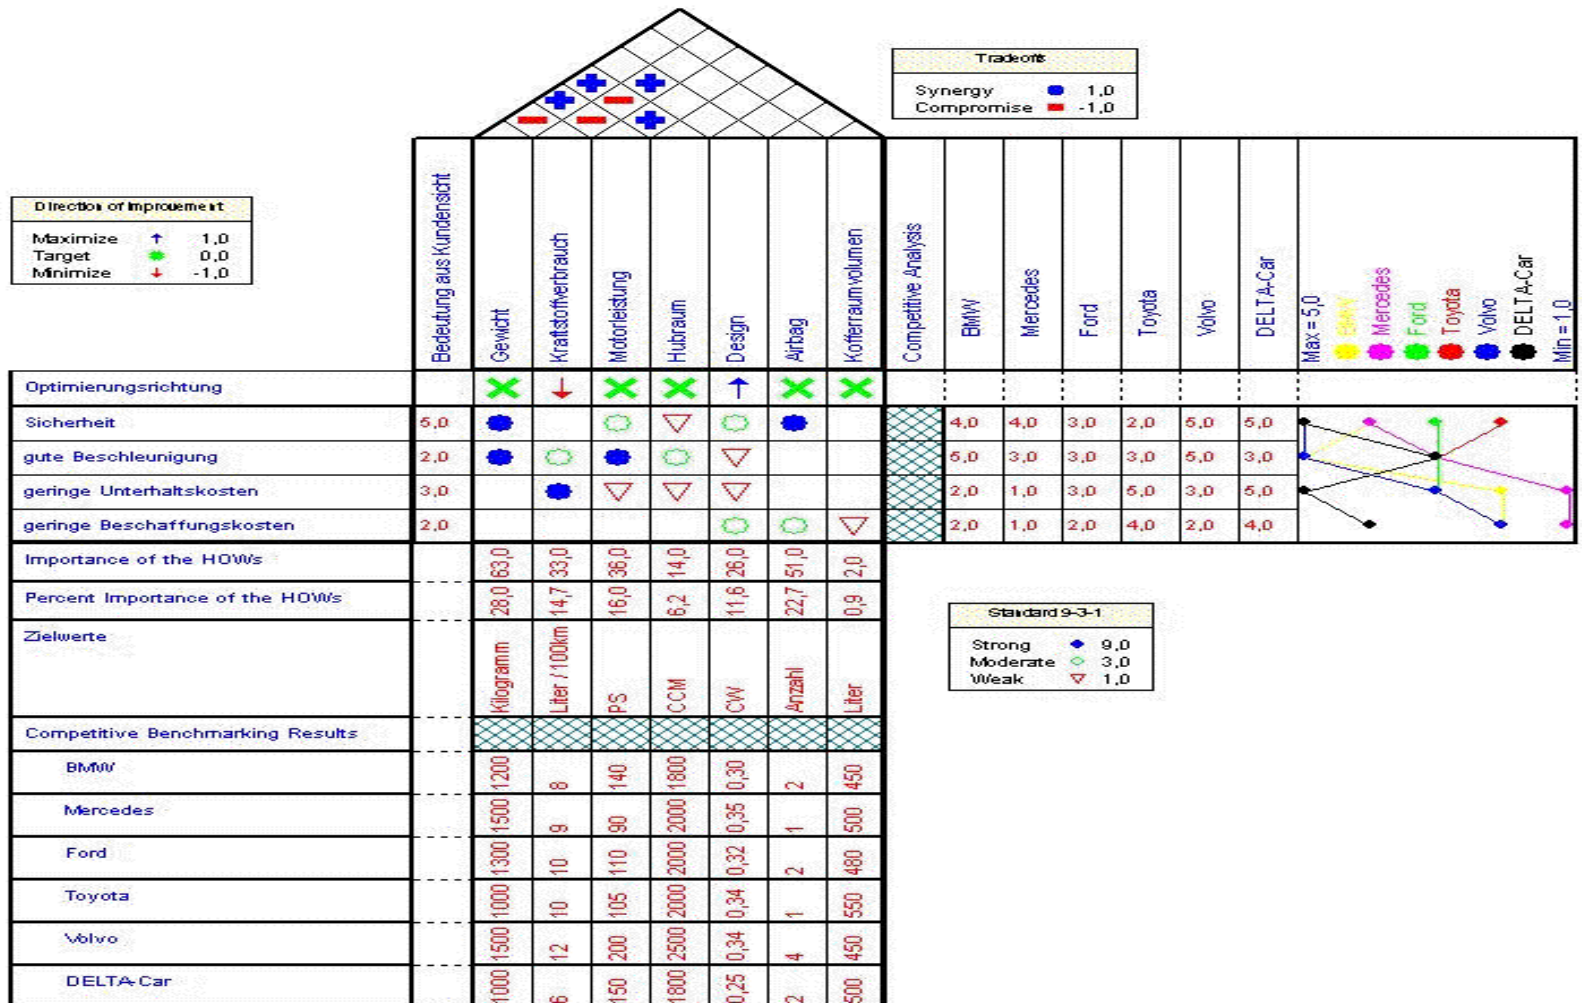 Tradeoffs
Synergy 1,0
Compromise -1,0
Direction of Improvement
Maximize 1,0
Target 0,0
Minimize -1,0
Bedeutung aus Kundensicht
Gewicht
Kraftstoffverbrauch
Motorleistung
Hubraum
Design
Airbag
Kofferraumvolumen
Competitive Analysis
BMW
Mercedes
Ford
Toyota
Volvo
DELTA-Car
Max = 5,0
BMW
Mercedes
Ford
Toyota
Volvo
DELTA-Car
Min = 1,0
Optimierungsrichtung
Sicherheit 5,0 4,0 4,0 3,0 2,0 5,0 5,0
gute Beschleunigung 2,0 5,0 3,0 3,0 3,0 5,0 3,0
geringe Unterhaltskosten 3,0 2,0 1,0 3,0 5,0 3,0 5,0
geringe Beschaffungskosten 2,0 2,0 1,0 2,0 4,0 2,0 4,0
Importance of the HOWs 63,0 33,0 36,0 14,0 26,0 51,0 2,0
Percent Importance of the HOWs 28,0 14,7 16,0 6,2 11,6 22,7 0,9
Zielwerte Kilogramm Liter / 100km PS CCM CW Anzahl Liter
Standard 9-3-1
Strong 9,0
Moderate 3,0
Weak 1,0
Competitive Benchmarking Results
BMW 1200 8 140 1800 0,30 2 450
Mercedes 1500 9 90 2000 0,35 1 500
Ford 1300 10 110 2000 0,32 2 480
Toyota 1000 10 105 2000 0,34 1 550
Volvo 1500 12 200 2500 0,34 4 450
DELTA-Car 1000 6 150 1800 0,25 2 500